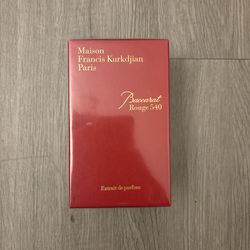 Maison
Francis Kurkdjian
Paris
Baccarat
Rouge 540
Extrait de parfum